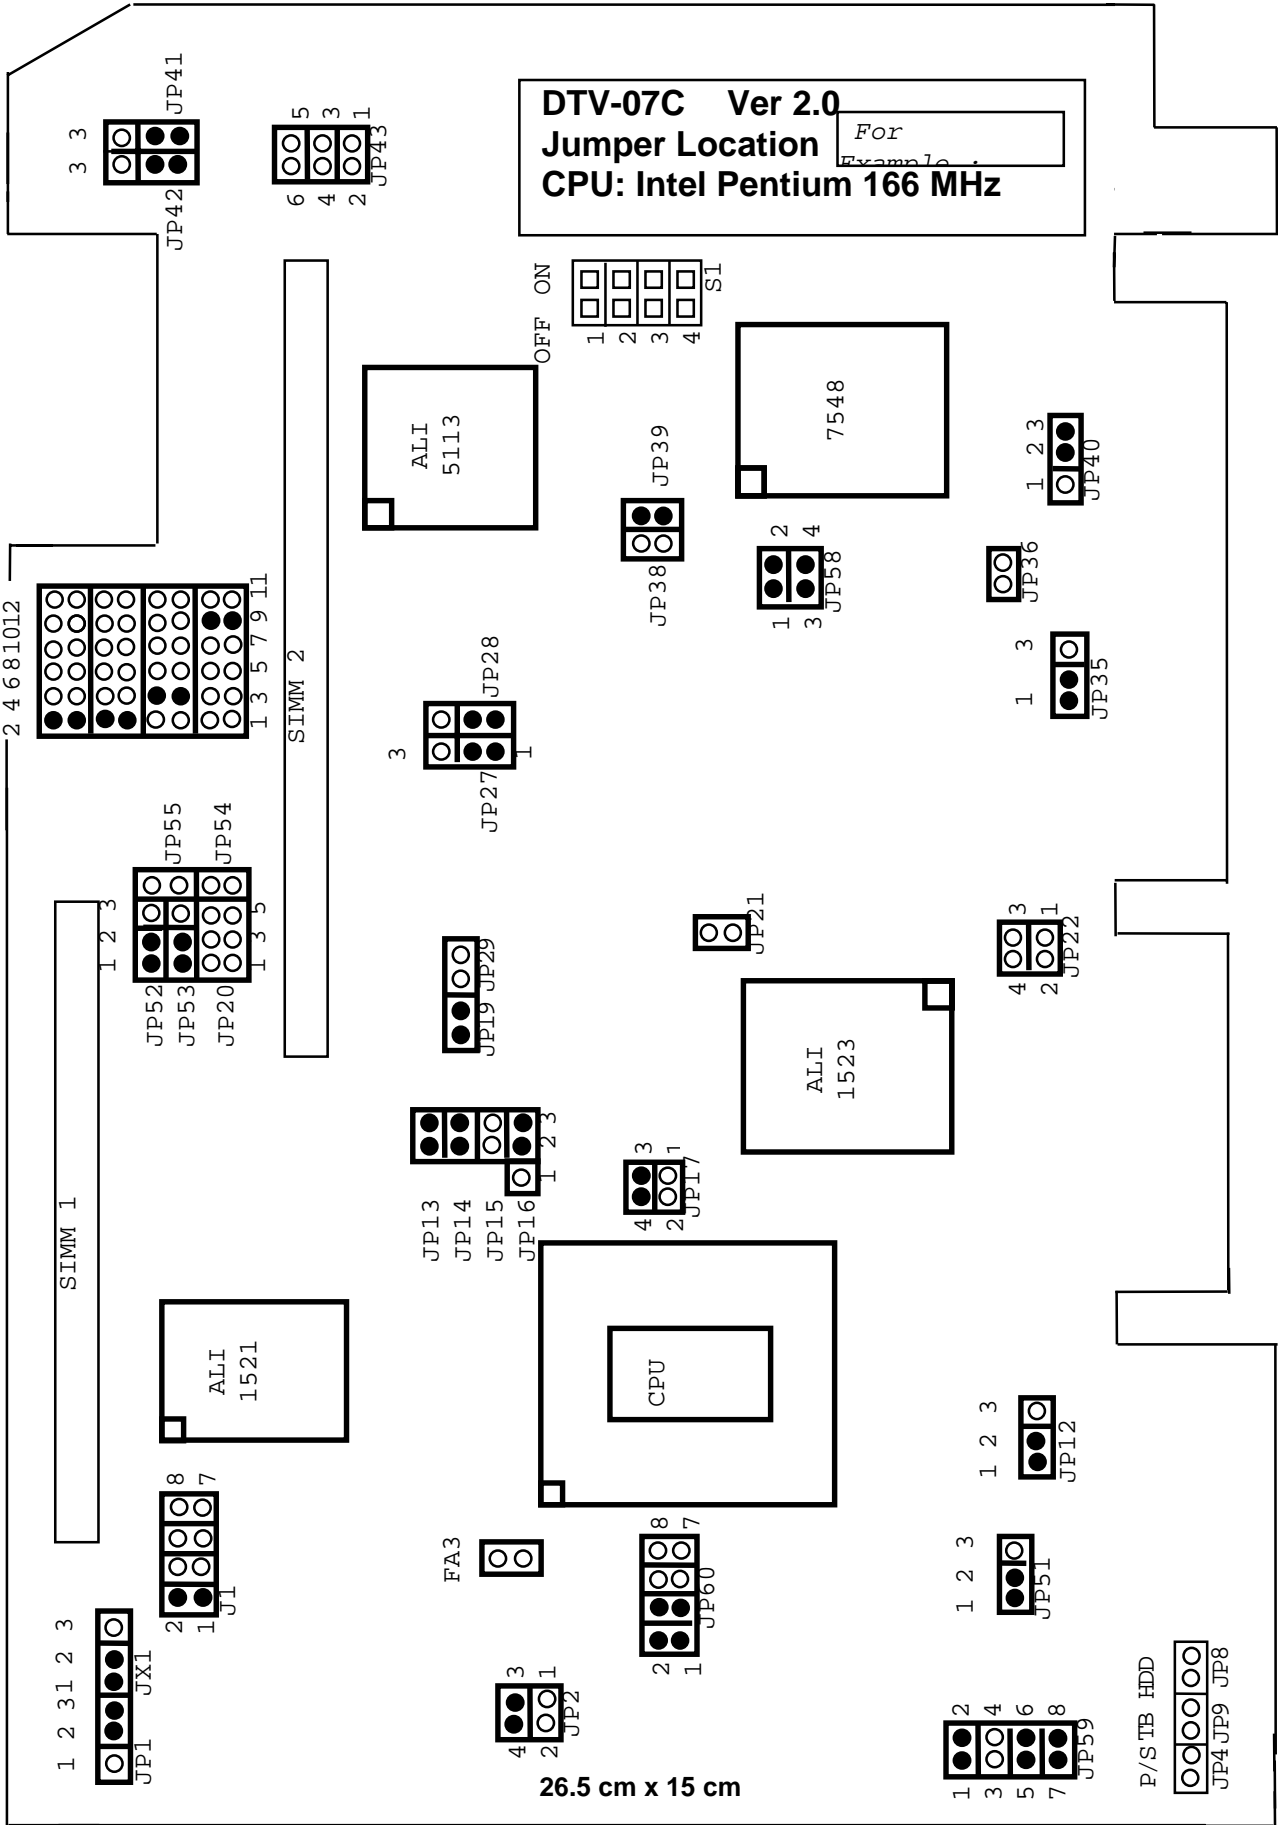 JP41
3 3
JP42
5 3 1
JP43
6 4 2
DTV-07C Ver 2.0
Jumper Location
For
Example :
CPU: Intel Pentium 166 MHz
OFF ON
S1
1 2 3 4
ALI
5113
7548
JP39
JP38
2 4
JP58
1 3
1 2 3
JP40
JP36
3
1
JP35
2 4 6 8 10 12
1 3 5 7 9 11
SIMM 2
3
JP28
JP27
1
JP55
JP54
1 2 3
1 3 5
JP52
JP53
JP20
JP29
JP19
JP21
3 1
4 2
JP22
ALI
1523
SIMM 1
JP13
JP14
JP15
JP16
1 2 3
3 1
4 2
JP17
ALI
1521
CPU
1 2 3
JP12
8 7
2 1
J1
FA3
8 7
2 1
JP60
1 2 3
JP51
1 2 3 1 2 3
JP1
JX1
3 1
4 2
JP2
2 4 6 8
1 3 5 7
JP59
P/S TB HDD
JP4 JP9 JP8
26.5 cm x 15 cm